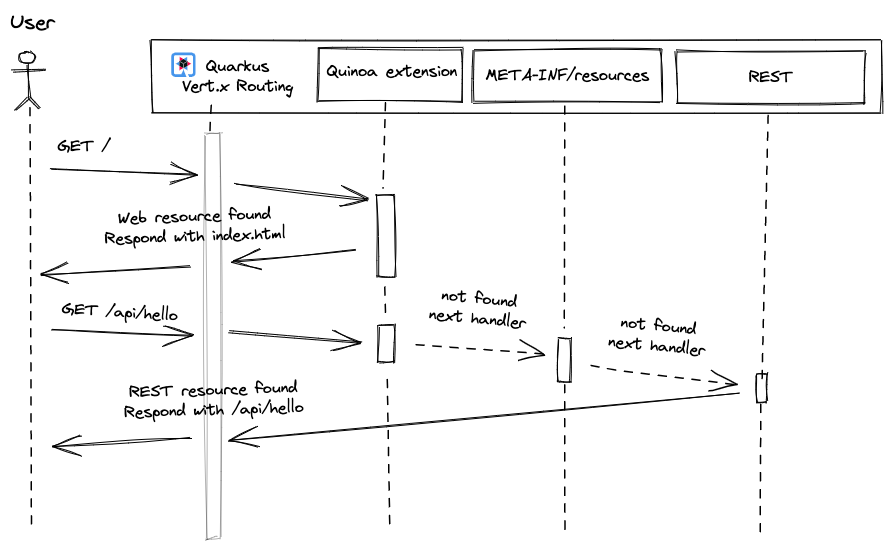 User
Quarkus
Vert.x Routing
Quinoa extension
META-INF/resources
REST
GET /
Web resource found
Respond with index.html
GET /api/hello
not found
next handler
not found
next handler
REST resource found
Respond with /api/hello